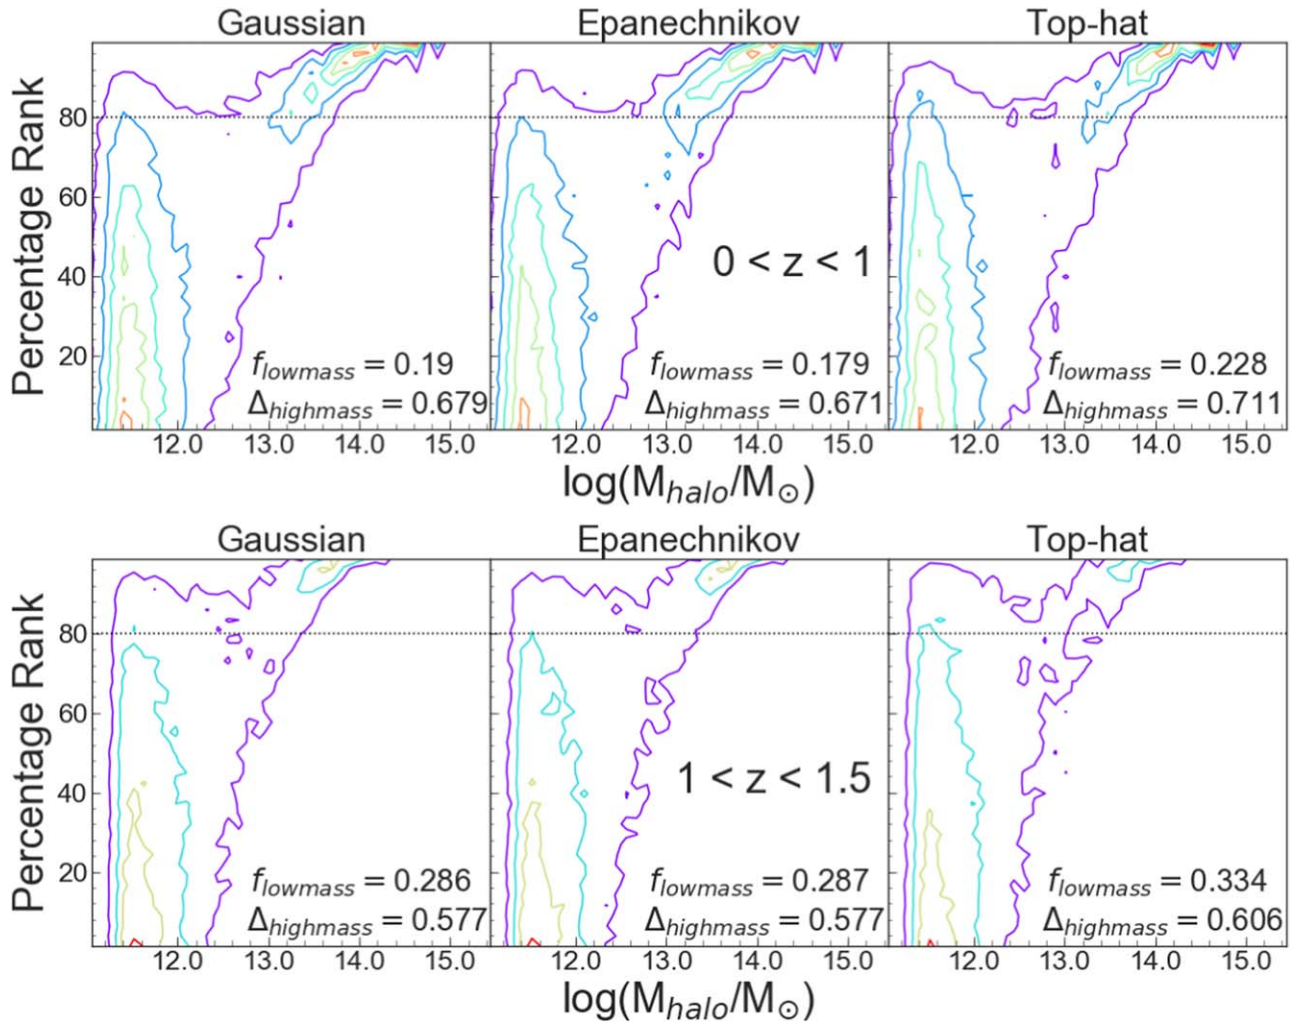 Gaussian Epanechnikov Top-hat
Percentage Rank
80
60
40
20
0 < z < 1
f_lowmass = 0.19 f_lowmass = 0.179 f_lowmass = 0.228
Δ_highmass = 0.679 Δ_highmass = 0.671 Δ_highmass = 0.711
12.0 13.0 14.0 15.0 12.0 13.0 14.0 15.0 12.0 13.0 14.0 15.0
log(M_halo/M_⊙)
Gaussian Epanechnikov Top-hat
Percentage Rank
80
60
40
20
1 < z < 1.5
f_lowmass = 0.286 f_lowmass = 0.287 f_lowmass = 0.334
Δ_highmass = 0.577 Δ_highmass = 0.577 Δ_highmass = 0.606
12.0 13.0 14.0 15.0 12.0 13.0 14.0 15.0 12.0 13.0 14.0 15.0
log(M_halo/M_⊙)